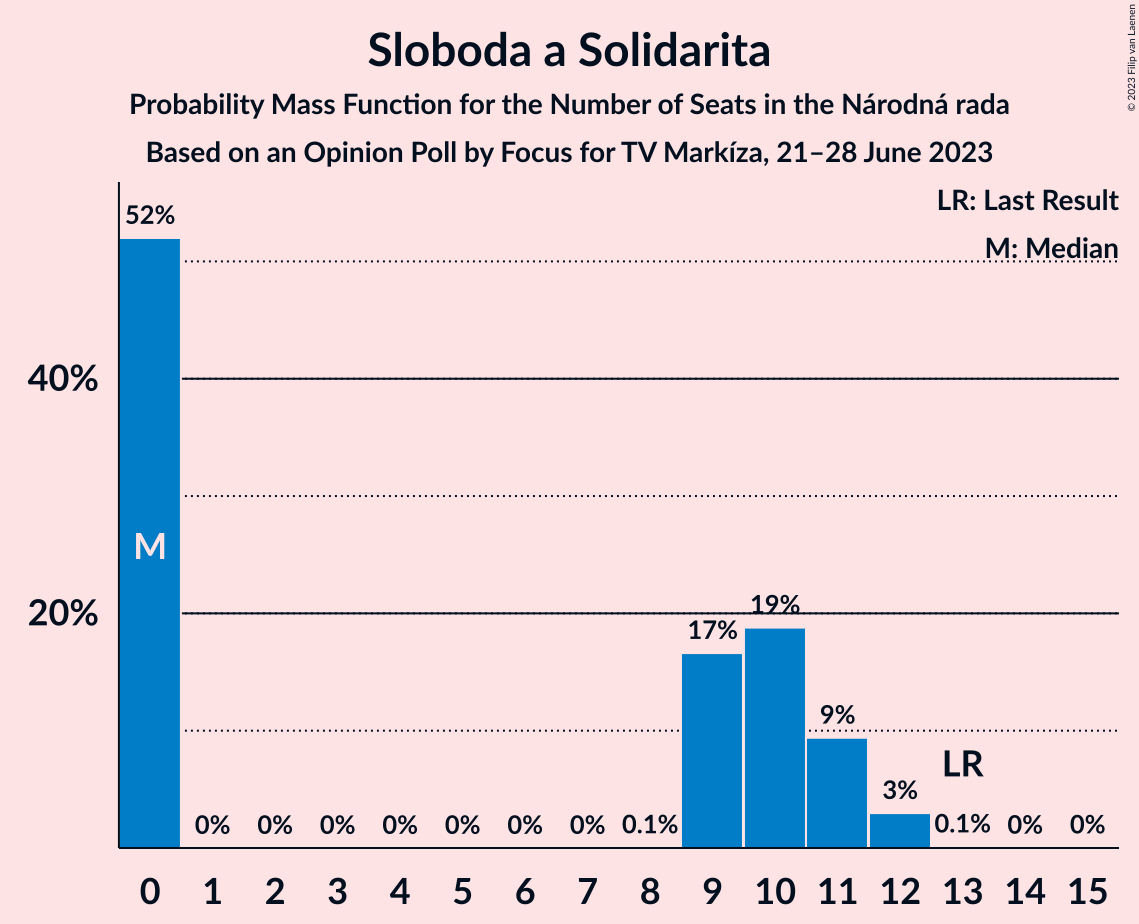 Sloboda a Solidarita
Probability Mass Function for the Number of Seats in the Národná rada
Based on an Opinion Poll by Focus for TV Markíza, 21–28 June 2023
© 2023 Filip van Laenen
LR: Last Result
M: Median
52%
40%
M
20%
19%
17%
9%
LR
3%
0% 0% 0% 0% 0% 0% 0% 0.1% 0.1% 0% 0%
0 1 2 3 4 5 6 7 8 9 10 11 12 13 14 15